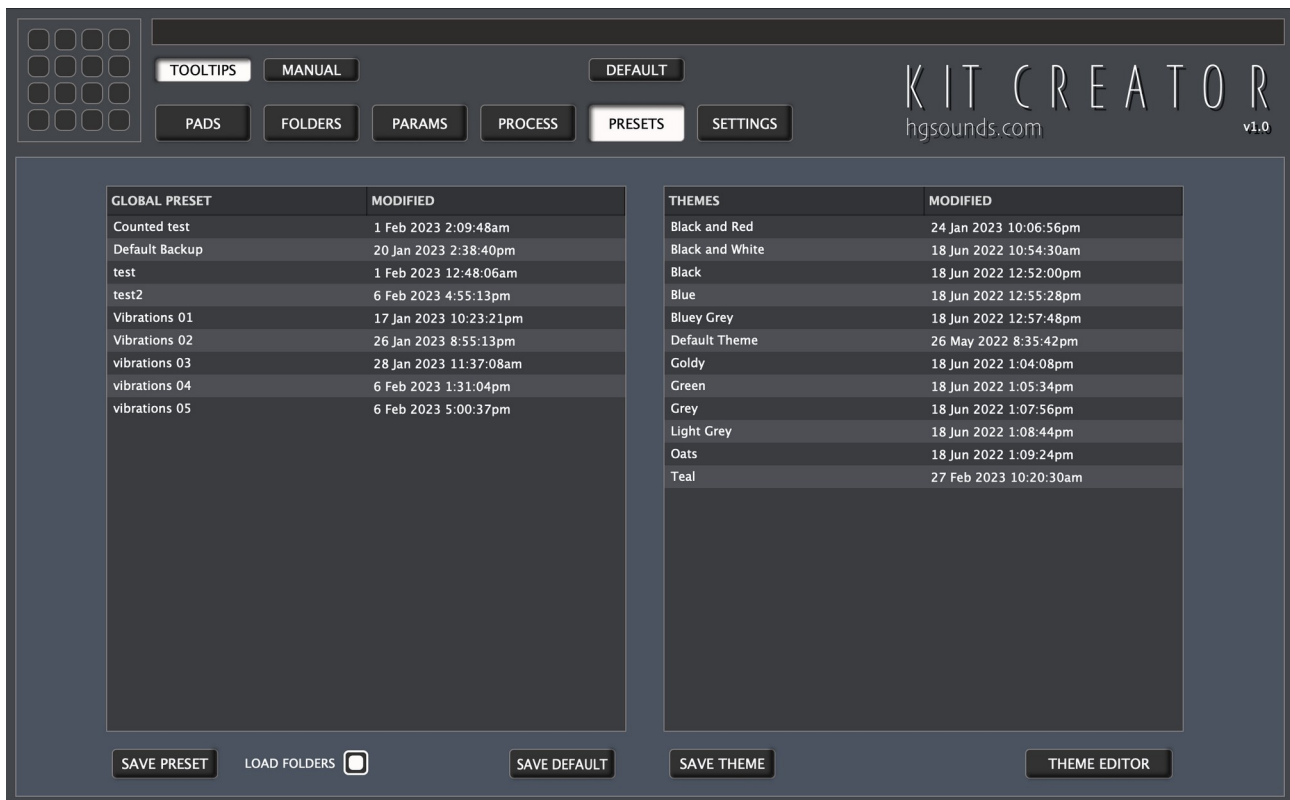 TOOLTIPS MANUAL DEFAULT
KIT CREATOR
PADS FOLDERS PARAMS PROCESS PRESETS SETTINGS
hgsounds.com v1.0
GLOBAL PRESET MODIFIED
Counted test 1 Feb 2023 2:09:48am
Default Backup 20 Jan 2023 2:38:40pm
test 1 Feb 2023 12:48:06am
test2 6 Feb 2023 4:55:13pm
Vibrations 01 17 Jan 2023 10:23:21pm
Vibrations 02 26 Jan 2023 8:55:13pm
vibrations 03 28 Jan 2023 11:37:08am
vibrations 04 6 Feb 2023 1:31:04pm
vibrations 05 6 Feb 2023 5:00:37pm
THEMES MODIFIED
Black and Red 24 Jan 2023 10:06:56pm
Black and White 18 Jun 2022 10:54:30am
Black 18 Jun 2022 12:52:00pm
Blue 18 Jun 2022 12:55:28pm
Bluey Grey 18 Jun 2022 12:57:48pm
Default Theme 26 May 2022 8:35:42pm
Goldy 18 Jun 2022 1:04:08pm
Green 18 Jun 2022 1:05:34pm
Grey 18 Jun 2022 1:07:56pm
Light Grey 18 Jun 2022 1:08:44pm
Oats 18 Jun 2022 1:09:24pm
Teal 27 Feb 2023 10:20:30am
SAVE PRESET LOAD FOLDERS SAVE DEFAULT SAVE THEME THEME EDITOR